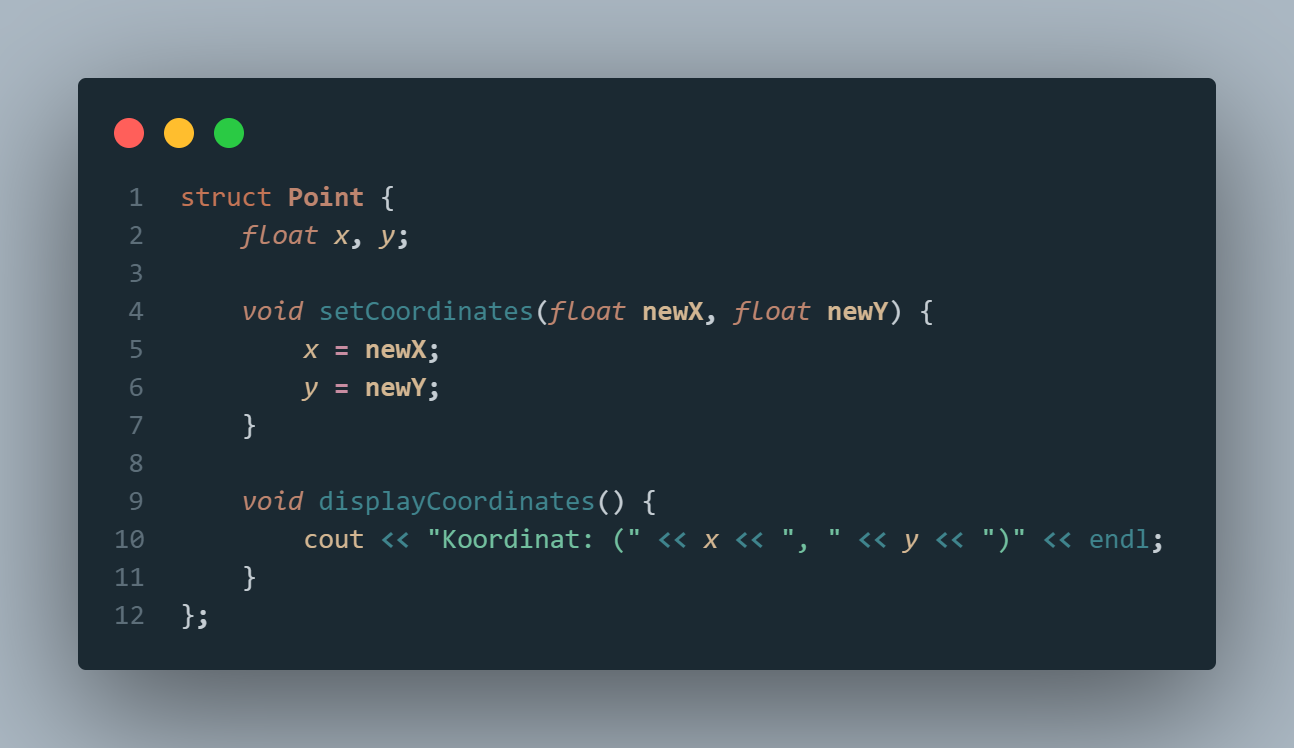 1 struct Point {
2     float x, y;
3
4     void setCoordinates(float newX, float newY) {
5         x = newX;
6         y = newY;
7     }
8
9     void displayCoordinates() {
10         cout << "Koordinat: (" << x << ", " << y << ")" << endl;
11     }
12 };